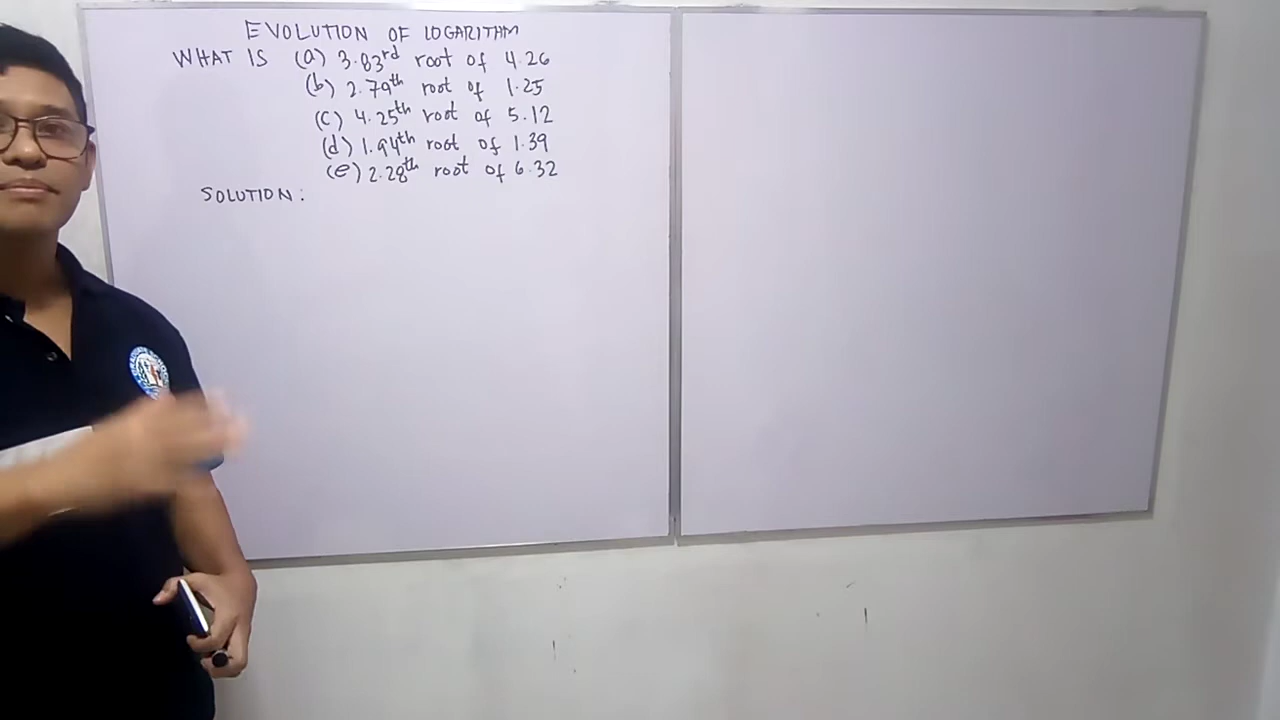 EVOLUTION OF LOGARITHM
WHAT IS (a) 3.83rd root of 4.26
(b) 2.79th root of 1.25
(c) 4.25th root of 5.12
(d) 1.94th root of 1.39
(e) 2.28th root of 6.32
SOLUTION: